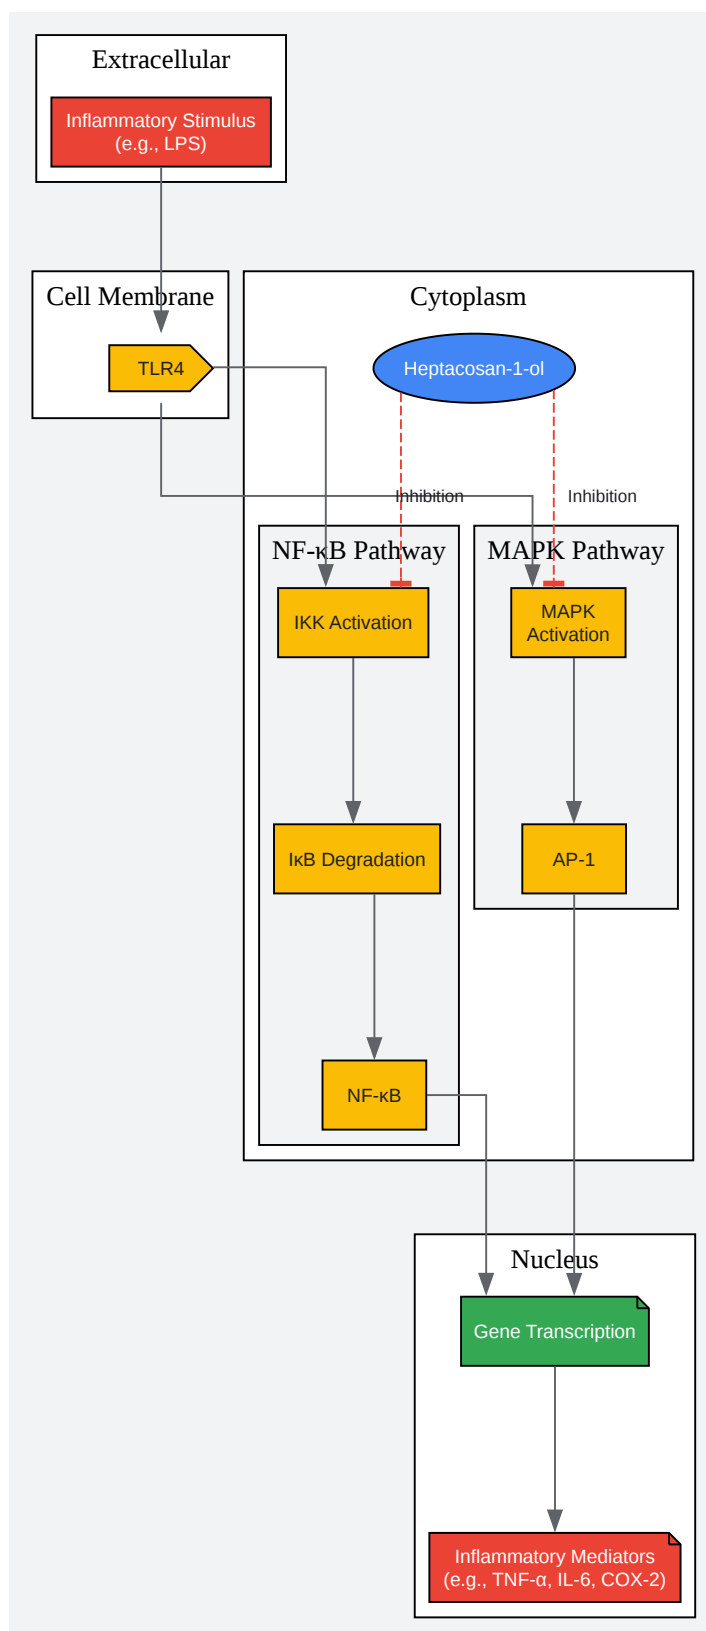 Extracellular
Inflammatory Stimulus
(e.g., LPS)
Cell Membrane
TLR4
Cytoplasm
Heptacosan-1-ol
Inhibition
Inhibition
NF-κB Pathway
IKK Activation
IκB Degradation
NF-κB
MAPK Pathway
MAPK
Activation
AP-1
Nucleus
Gene Transcription
Inflammatory Mediators
(e.g., TNF-α, IL-6, COX-2)